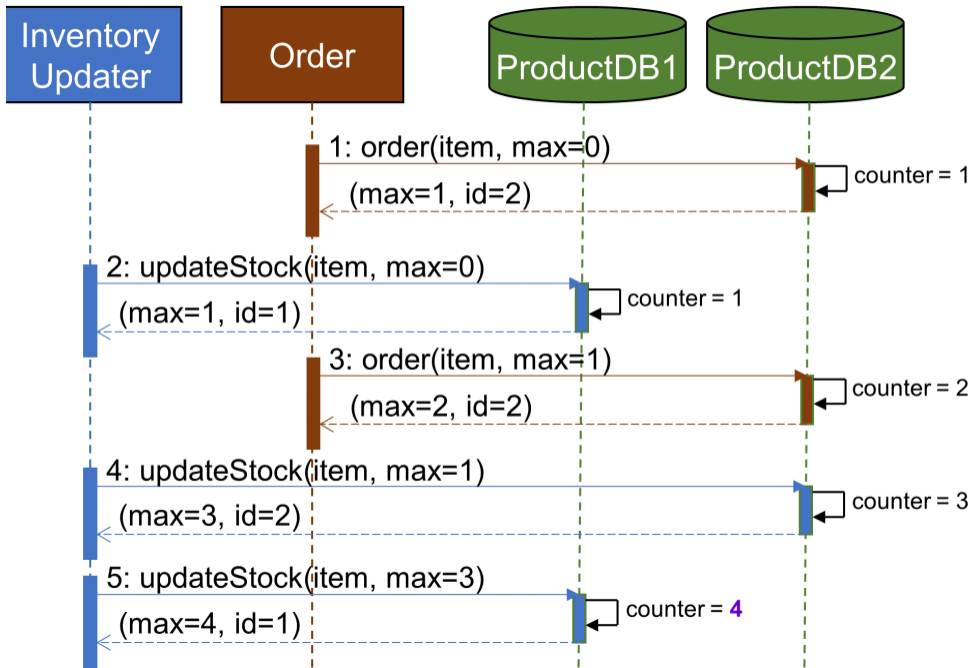 Inventory
Updater
Order
ProductDB1
ProductDB2
1: order(item, max=0)
counter = 1
(max=1, id=2)
2: updateStock(item, max=0)
counter = 1
(max=1, id=1)
3: order(item, max=1)
counter = 2
(max=2, id=2)
4: updateStock(item, max=1)
counter = 3
(max=3, id=2)
5: updateStock(item, max=3)
counter = 4
(max=4, id=1)